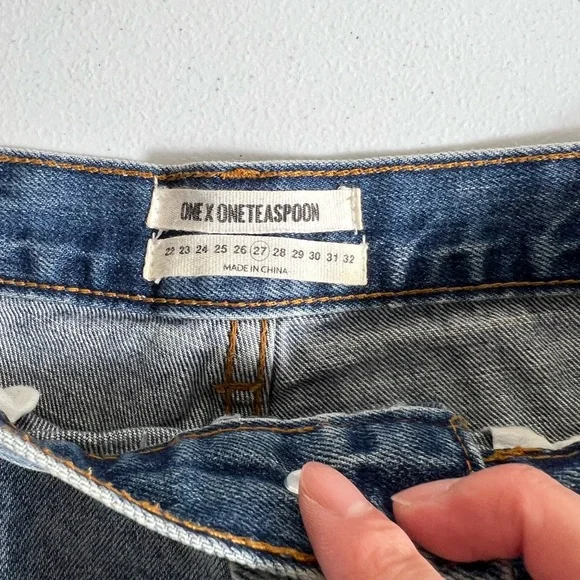 ONE X ONETEASPOON
22 23 24 25 26 27 28 29 30 31 32
MADE IN CHINA